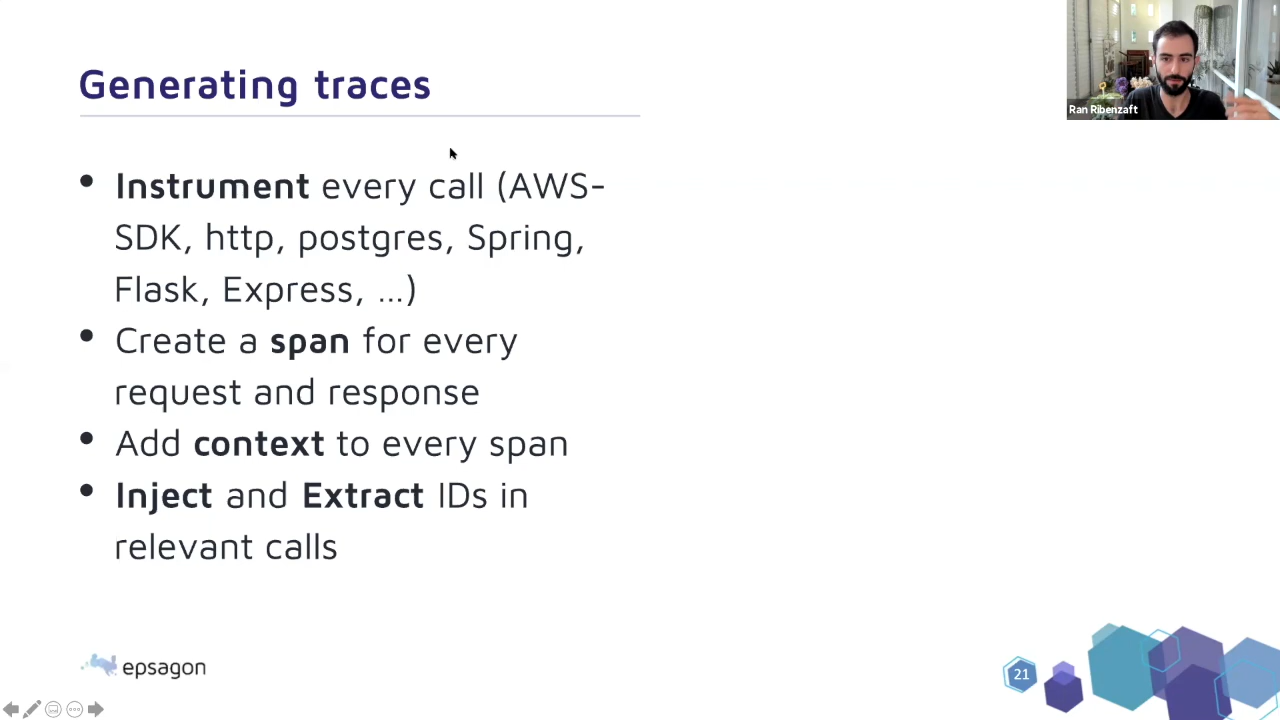 Generating traces
Ran Ribenzaft
• Instrument every call (AWS-
SDK, http, postgres, Spring,
Flask, Express, ...)
• Create a span for every
request and response
• Add context to every span
• Inject and Extract IDs in
relevant calls
epsagon
21